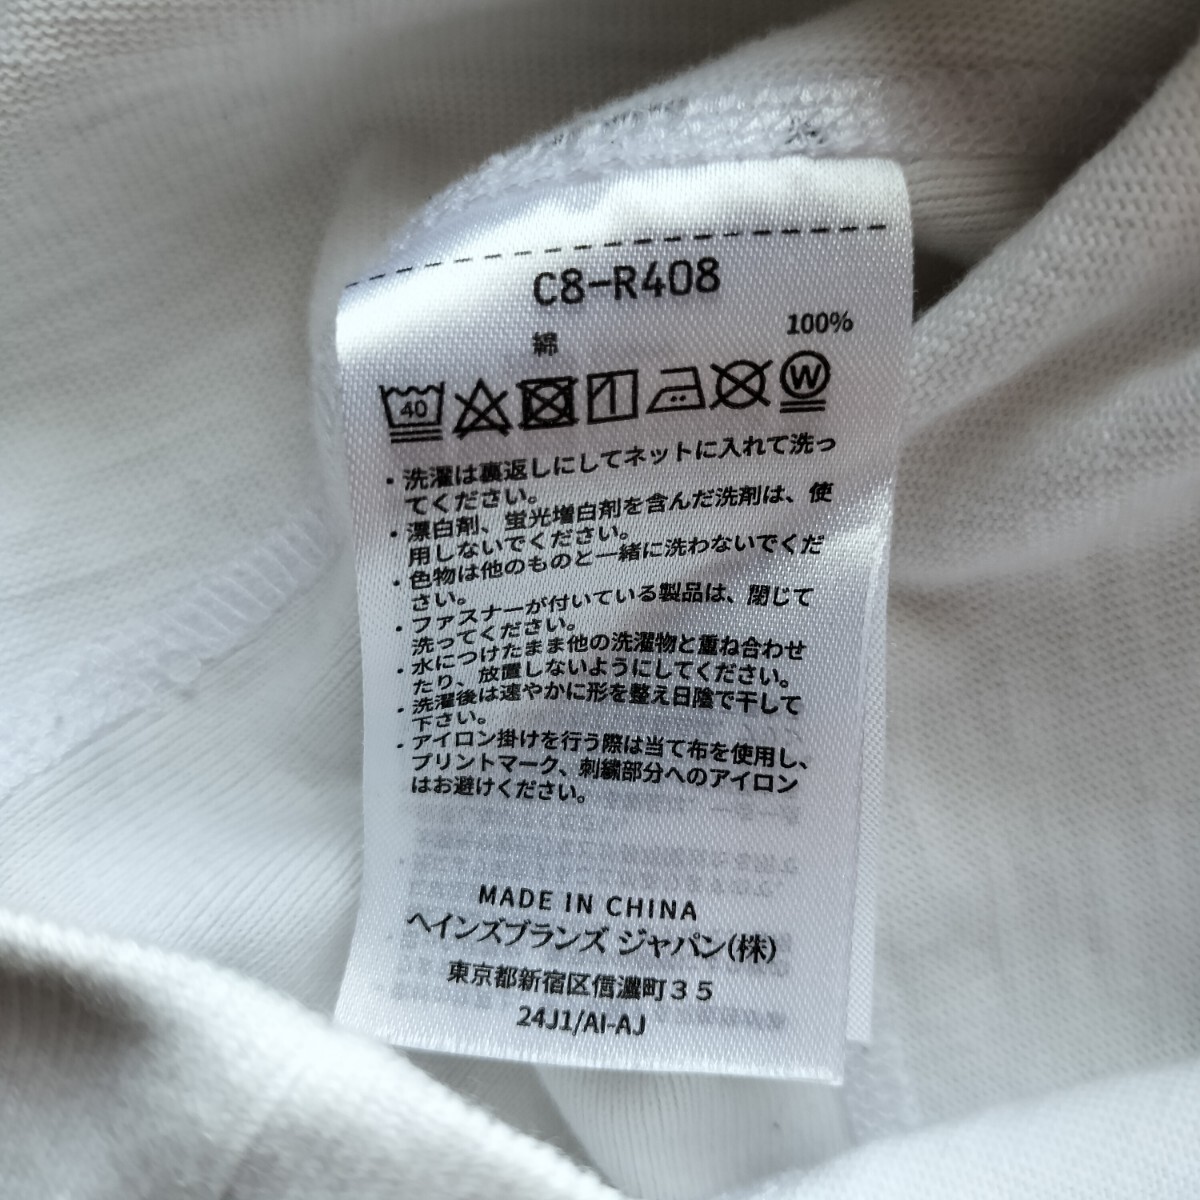 C8-R408
綿 100%
40 W
・洗濯は裏返しにしてネットに入れて洗っ
てください。
・漂白剤、蛍光増白剤を含んだ洗剤は、使
用しないでください。
・色物は他のものと一緒に洗わないでくだ
さい。
・ファスナーが付いている製品は、閉じて
洗ってください。
・水につけたまま他の洗濯物と重ね合わせ
たり、放置しないようにしてください。
・洗濯後は速やかに形を整え日陰で干して
下さい。
・アイロン掛けを行う際は当て布を使用し、
プリントマーク、刺繍部分へのアイロン
はお避けください。
MADE IN CHINA
ヘインズブランズ ジャパン(株)
東京都新宿区信濃町３５
24J1/AI-AJ